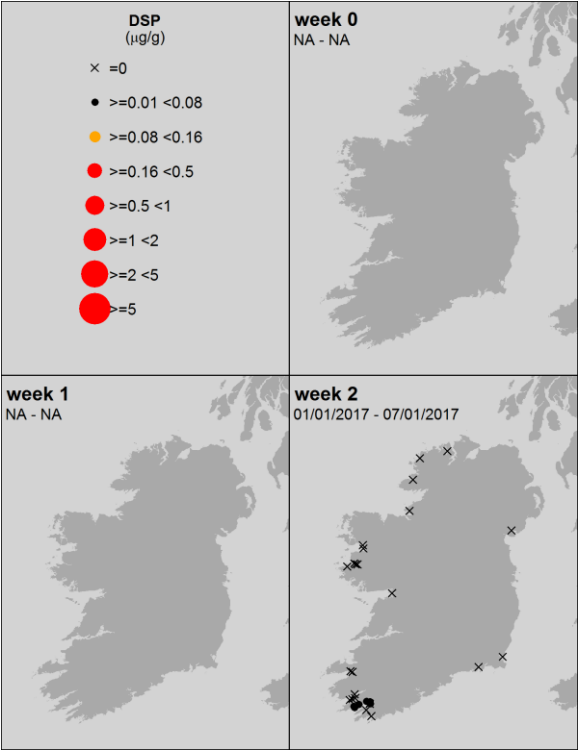 DSP
(μg/g)
=0
>=0.01 <0.08
>=0.08 <0.16
>=0.16 <0.5
>=0.5 <1
>=1 <2
>=2 <5
>=5
week 0
NA - NA
week 1
NA - NA
week 2
01/01/2017 - 07/01/2017